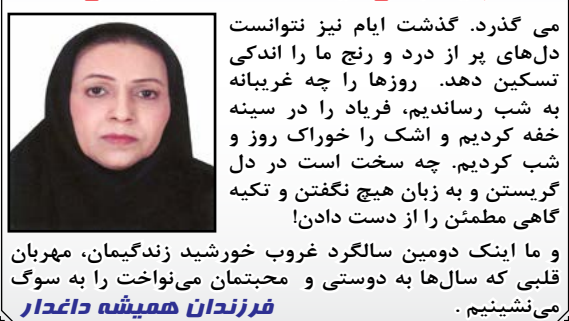 می گذرد. گذشت ایام نیز نتوانست
دل‌های پر از درد و رنج ما را اندکی
تسکین دهد. روزها را چه غریبانه
به شب رساندیم، فریاد را در سینه
خفه کردیم و اشک را خوراک روز و
شب کردیم. چه سخت است در دل
گریستن و به زبان هیچ نگفتن و تکیه
گاهی مطمئن را از دست دادن!
و ما اینک دومین سالگرد غروب خورشید زندگیمان، مهربان
قلبی که سال‌ها به دوستی و محبتمان می‌نواخت را به سوگ
می‌نشینیم .
فرزندان همیشه داغدار